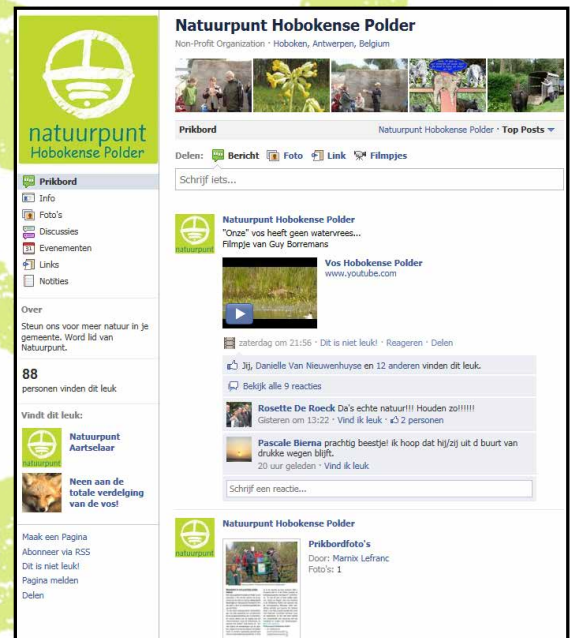 natuurpunt
Hobokense Polder
Prikbord
Info
Foto's
Discussies
Evenementen
Links
Notities
Over
Steun ons voor meer natuur in je
gemeente. Word lid van
Natuurpunt.
88
personen vinden dit leuk
Vindt dit leuk:
natuurpunt
Natuurpunt
Aartselaar
Neen aan de
totale verdelging
van de vos!
Maak een Pagina
Abonneer via RSS
Dit is niet leuk!
Pagina melden
Delen
Natuurpunt Hobokense Polder
Non-Profit Organization · Hoboken, Antwerpen, Belgium
Prikbord
Natuurpunt Hobokense Polder · Top Posts
Delen: Bericht Foto Link Filmpjes
Schrijf iets...
natuurpunt
Natuurpunt Hobokense Polder
"Onze" vos heeft geen watervrees...
Filmpje van Guy Borremans
Vos Hobokense Polder
www.youtube.com
zaterdag om 21:56 · Dit is niet leuk! · Reageren · Delen
Jij, Danielle Van Nieuwenhuyse en 12 anderen vinden dit leuk.
Bekijk alle 9 reacties
Rosette De Roeck Da's echte natuur!!! Houden zo!!!!!!
Gisteren om 13:22 · Vind ik leuk · 2 personen
Pascale Bierna prachtig beestje! ik hoop dat hij/zij uit d buurt van
drukke wegen blijft.
20 uur geleden · Vind ik leuk
Schrijf een reactie...
natuurpunt
Natuurpunt Hobokense Polder
Prikbordfoto's
Door: Marnix Lefranc
Foto's: 1